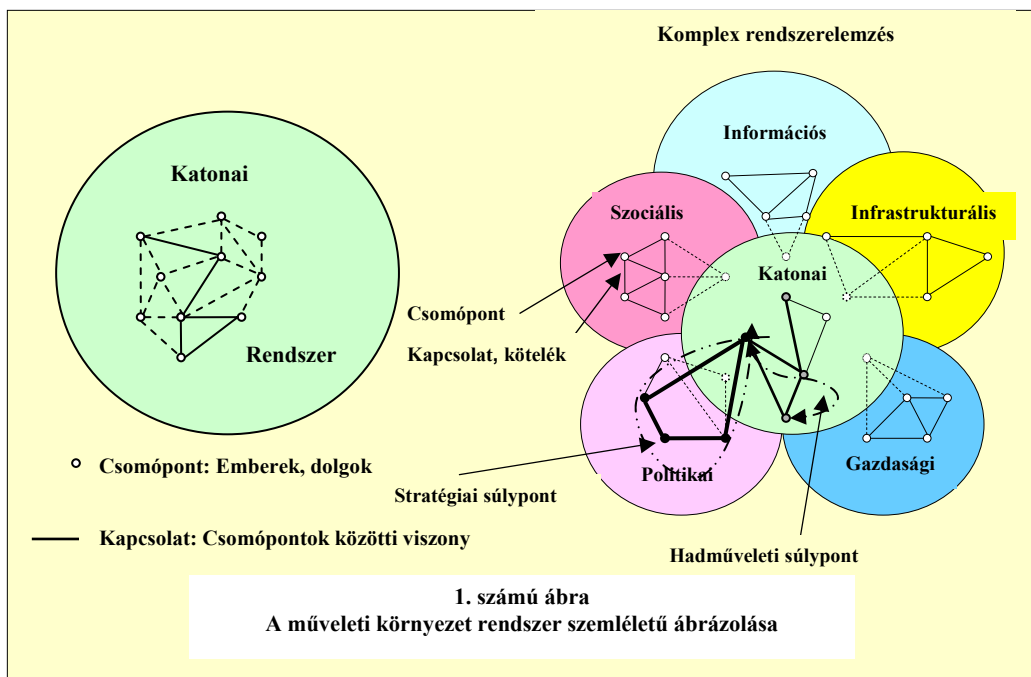 Komplex rendszerelemzés
Katonai
Rendszer
Információs
Szociális
Infrastrukturális
Katonai
Csomópont
Kapcsolat, kötelék
Politikai
Gazdasági
Stratégiai súlypont
Hadműveleti súlypont
Csomópont: Emberek, dolgok
Kapcsolat: Csomópontok közötti viszony
1. számú ábra
A műveleti környezet rendszer szemléletű ábrázolása